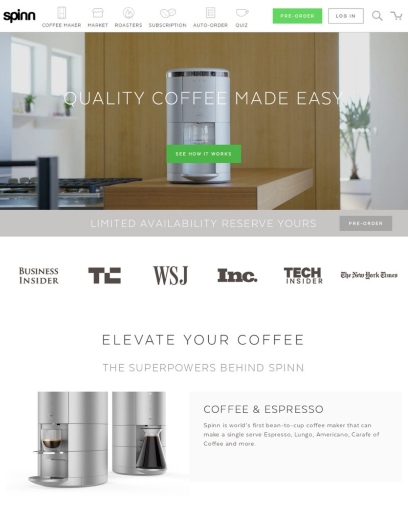 spinn
COFFEE MAKER MARKET ROASTERS SUBSCRIPTION AUTO-ORDER QUIZ
PRE-ORDER LOG IN
QUALITY COFFEE MADE EASY
SEE HOW IT WORKS
LIMITED AVAILABILITY RESERVE YOURS PRE-ORDER
BUSINESS
INSIDER
TC
WSJ
Inc.
TECH
INSIDER
The New York Times
ELEVATE YOUR COFFEE
THE SUPERPOWERS BEHIND SPINN
COFFEE & ESPRESSO
Spinn is world's first bean-to-cup coffee maker that can
make a single serve Espresso, Lungo, Americano, Carafe of
Coffee and more.